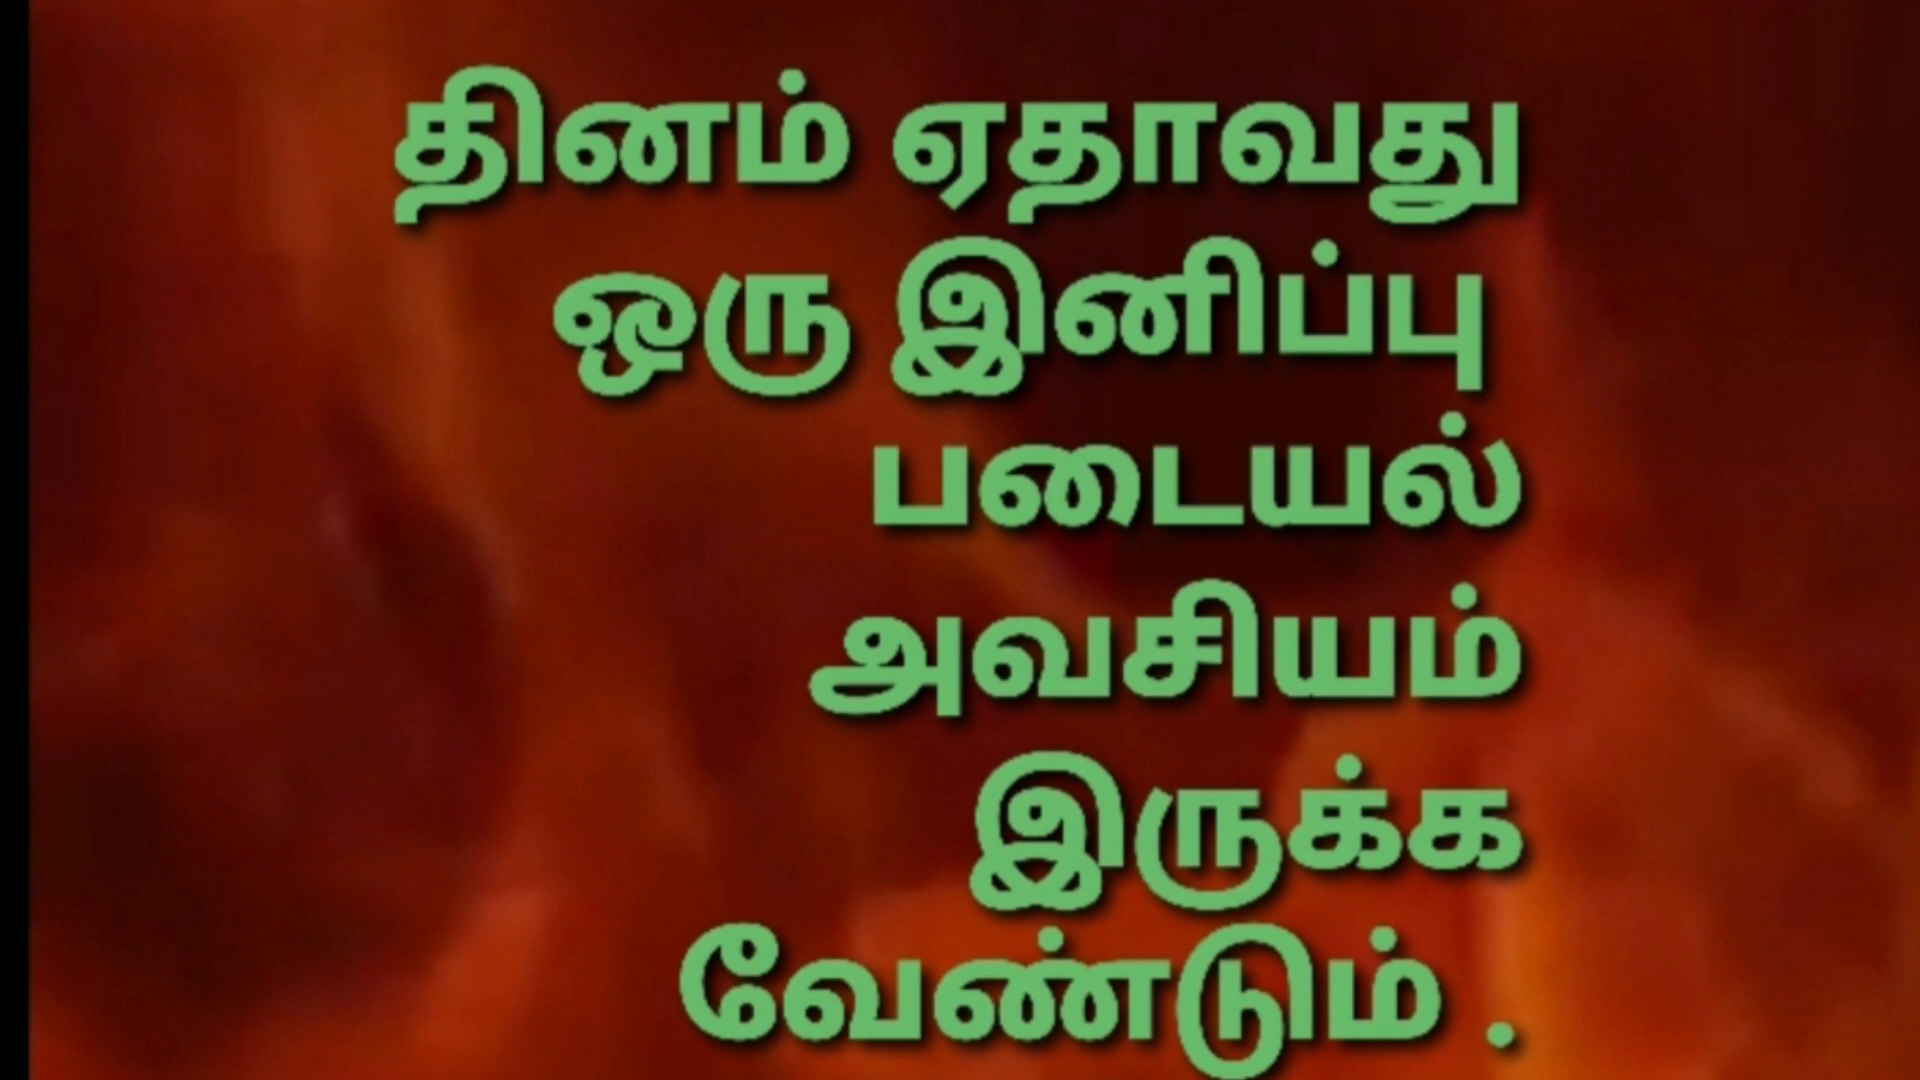 தினம் ஏதாவது
ஒரு இனிப்பு
படையல்
அவசியம்
இருக்க
வேண்டும் .